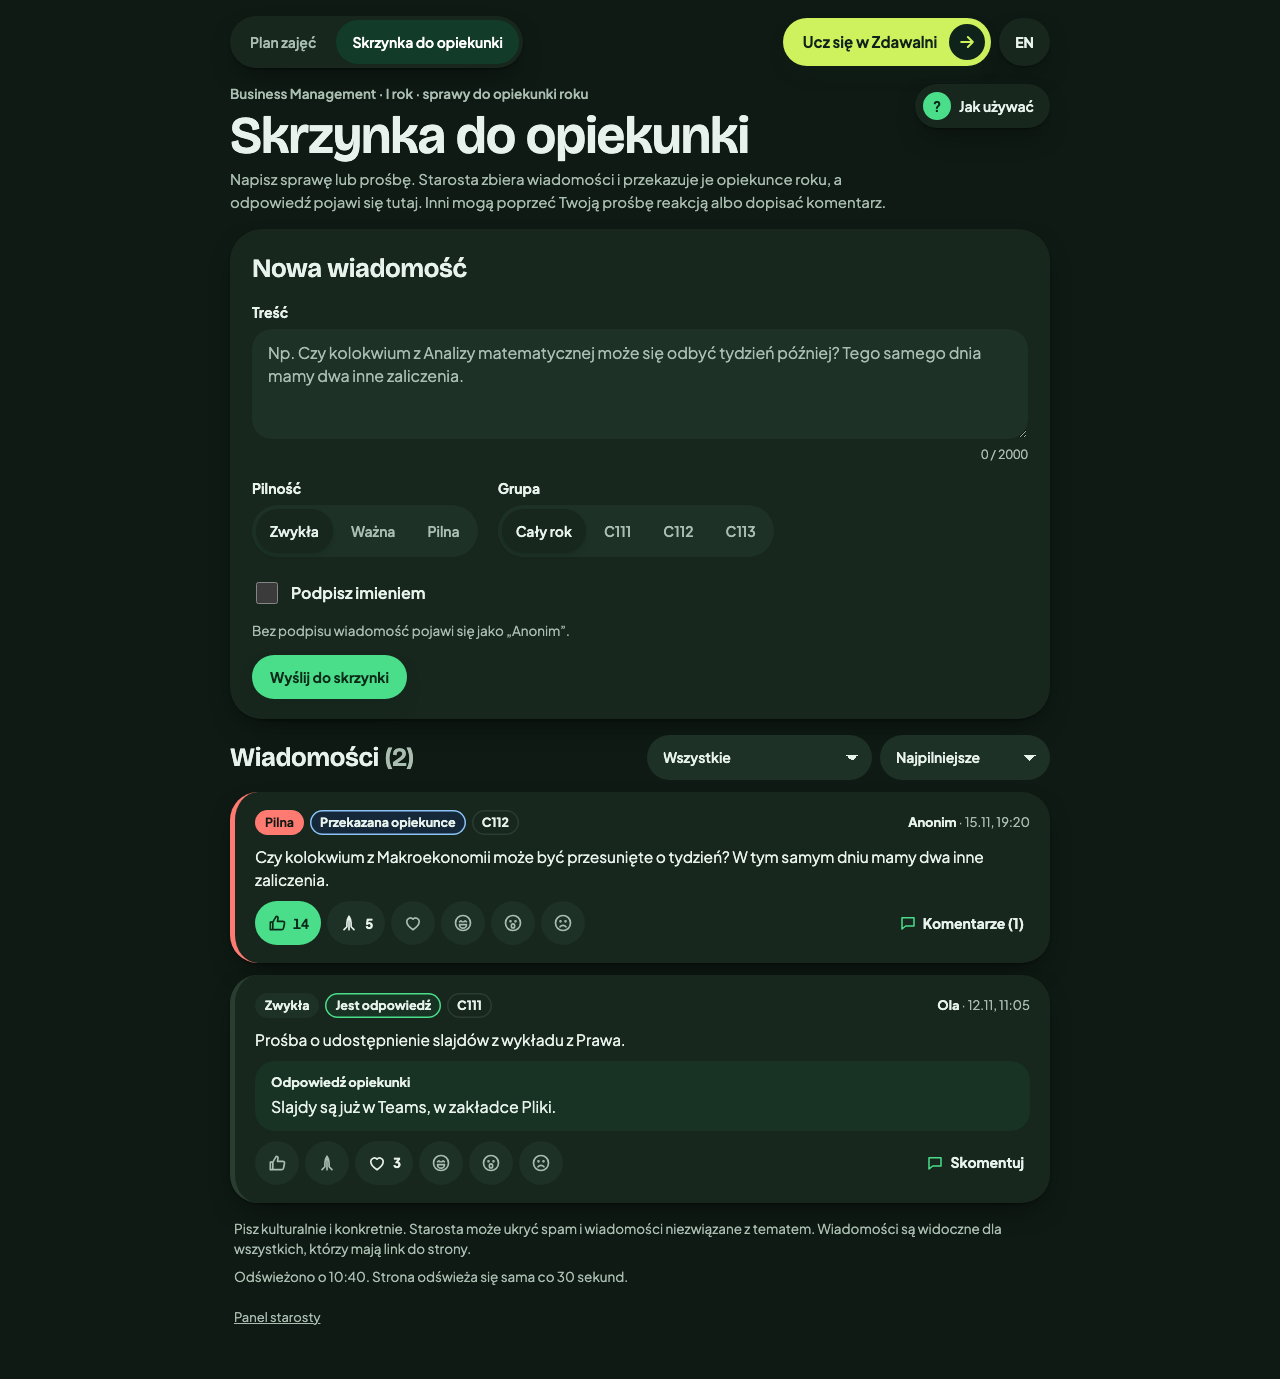 Plan zajęć
Skrzynka do opiekunki
Ucz się w Zdawalni
EN
Business Management · I rok · sprawy do opiekunki roku
? Jak używać
Skrzynka do opiekunki
Napisz sprawę lub prośbę. Starosta zbiera wiadomości i przekazuje je opiekunce roku, a
odpowiedź pojawi się tutaj. Inni mogą poprzeć Twoją prośbę reakcją albo dopisać komentarz.
Nowa wiadomość
Treść
Np. Czy kolokwium z Analizy matematycznej może się odbyć tydzień później? Tego samego dnia
mamy dwa inne zaliczenia.
0 / 2000
Pilność
Grupa
Zwykła Ważna Pilna
Cały rok C111 C112 C113
Podpisz imieniem
Bez podpisu wiadomość pojawi się jako „Anonim”.
Wyślij do skrzynki
Wiadomości (2)
Wszystkie
Najpilniejsze
Pilna Przekazana opiekunce C112
Anonim · 15.11, 19:20
Czy kolokwium z Makroekonomii może być przesunięte o tydzień? W tym samym dniu mamy dwa inne
zaliczenia.
14 5
Komentarze (1)
Zwykła Jest odpowiedź C111
Ola · 12.11, 11:05
Prośba o udostępnienie slajdów z wykładu z Prawa.
Odpowiedź opiekunki
Slajdy są już w Teams, w zakładce Pliki.
3
Skomentuj
Pisz kulturalnie i konkretnie. Starosta może ukryć spam i wiadomości niezwiązane z tematem. Wiadomości są widoczne dla
wszystkich, którzy mają link do strony.
Odświeżono o 10:40. Strona odświeża się sama co 30 sekund.
Panel starosty